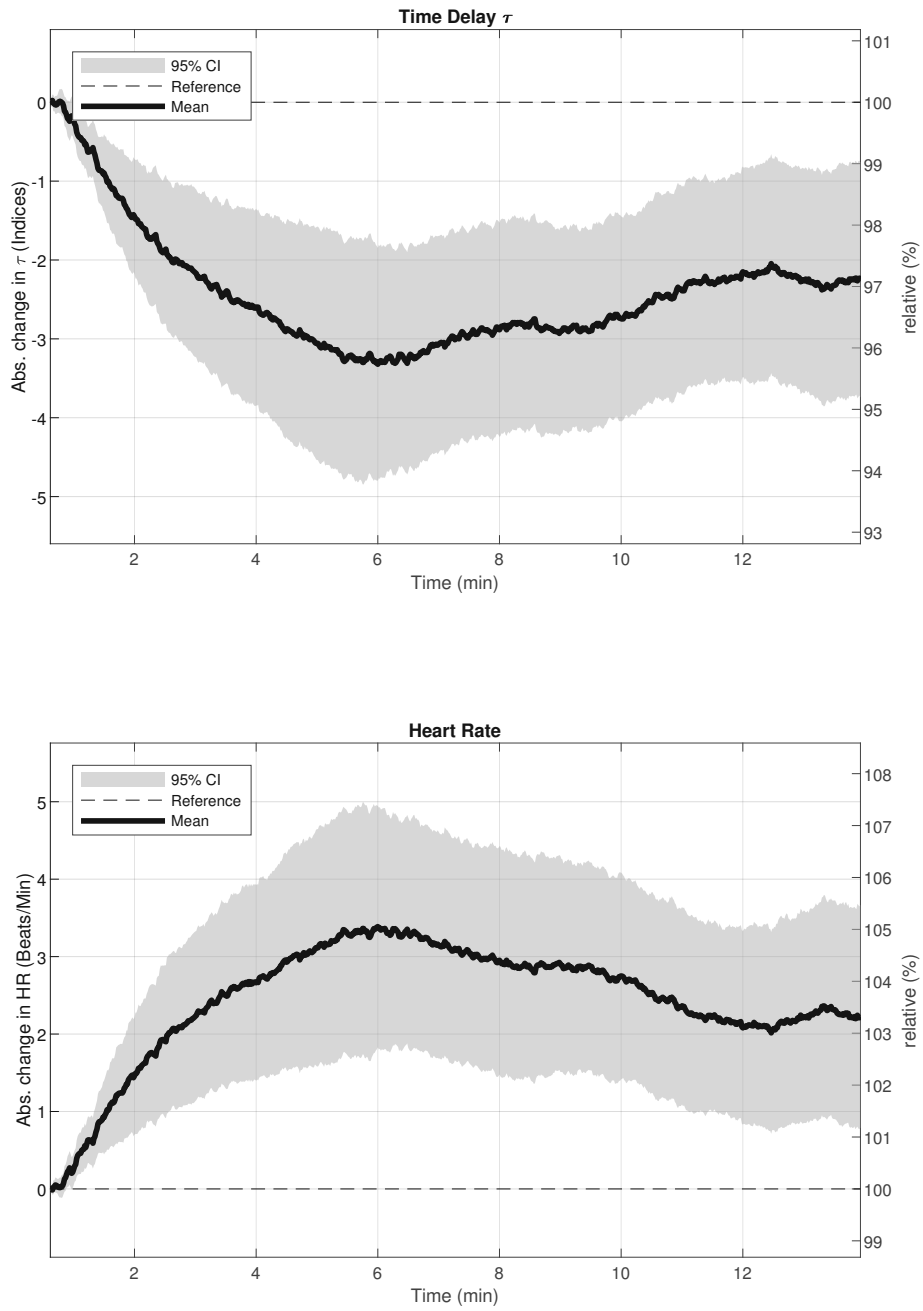 Time Delay τ
95% CI
Reference
Mean
Abs. change in τ (Indices)
0
-1
-2
-3
-4
-5
101
100
99
98
97
96
95
94
93
relative (%)
2 4 6 8 10 12
Time (min)
Heart Rate
95% CI
Reference
Mean
Abs. change in HR (Beats/Min)
5
4
3
2
1
0
108
107
106
105
104
103
102
101
100
99
relative (%)
2 4 6 8 10 12
Time (min)